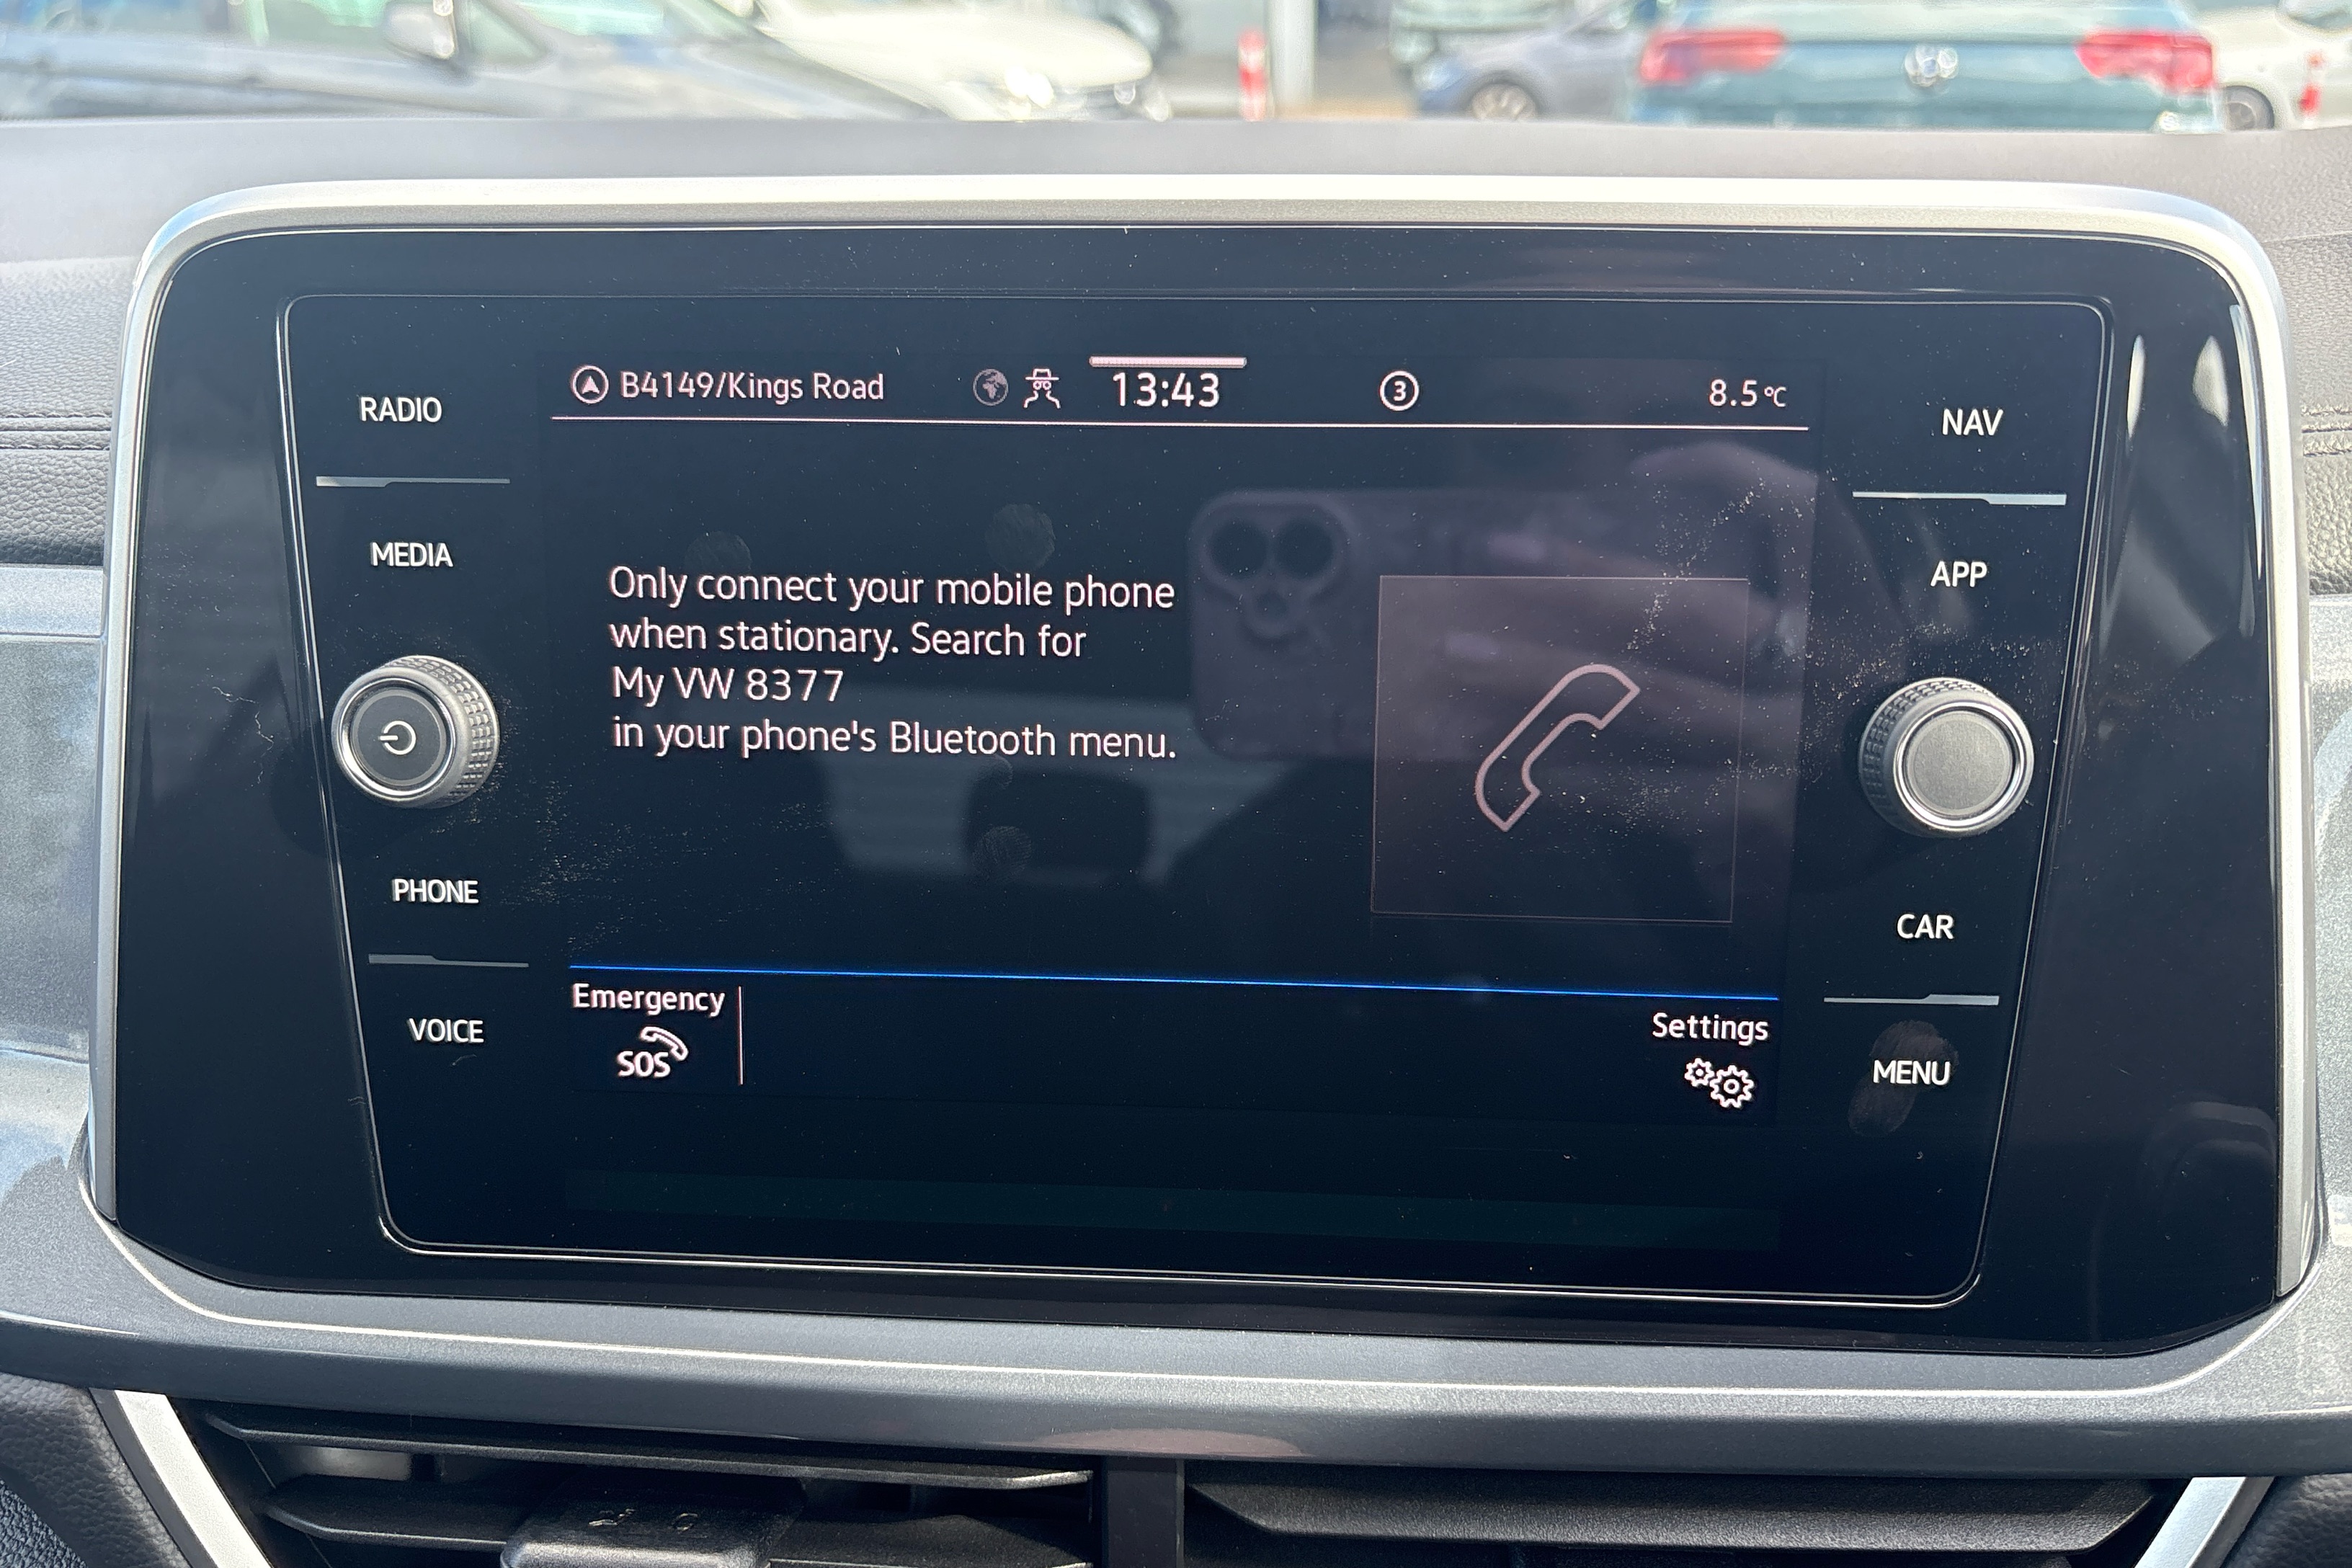 RADIO
MEDIA
PHONE
VOICE
B4149/Kings Road
13:43
3
8.5 °C
Only connect your mobile phone
when stationary. Search for
My VW 8377
in your phone's Bluetooth menu.
Emergency
SOS
Settings
NAV
APP
CAR
MENU